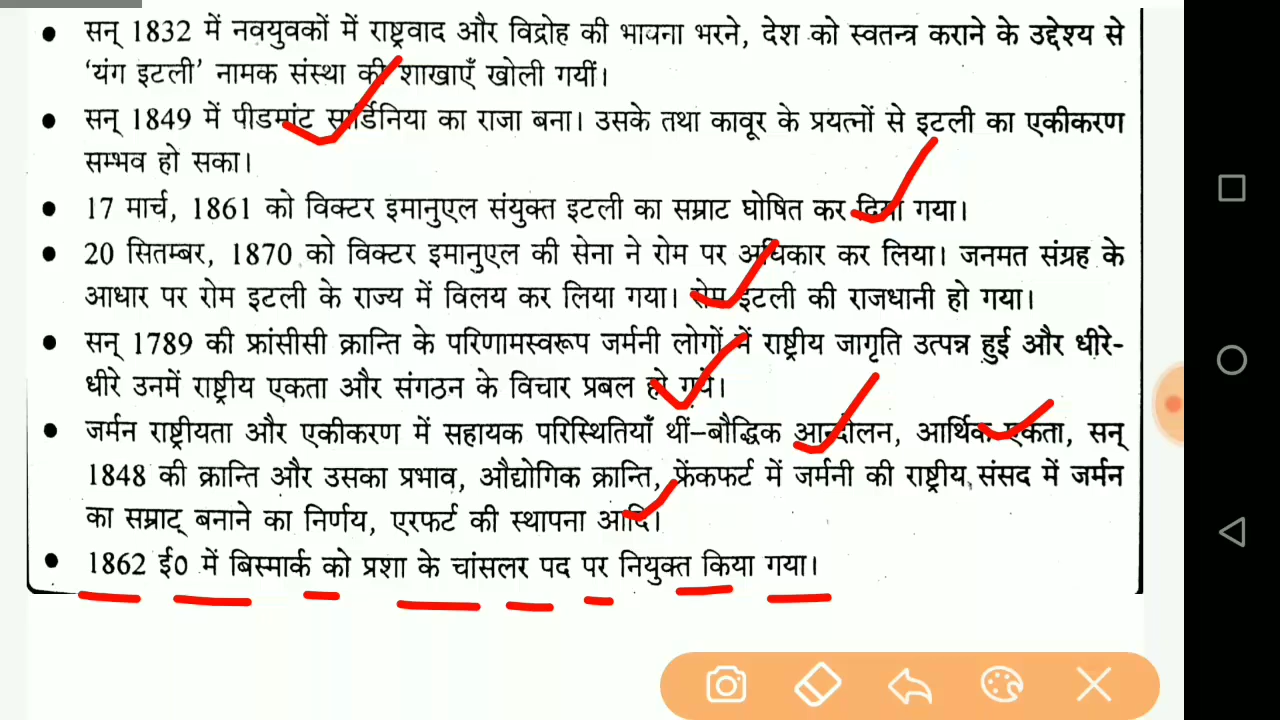 • सन् 1832 में नवयुवकों में राष्ट्रवाद और विद्रोह की भावना भरने, देश को स्वतन्त्र कराने के उद्देश्य से
'यंग इटली' नामक संस्था की शाखाएँ खोली गयीं।
• सन् 1849 में पीडमांट सार्डिनिया का राजा बना। उसके तथा कावूर के प्रयत्नों से इटली का एकीकरण
सम्भव हो सका।
• 17 मार्च, 1861 को विक्टर इमानुएल संयुक्त इटली का सम्राट घोषित कर दिया गया।
• 20 सितम्बर, 1870 को विक्टर इमानुएल की सेना ने रोम पर अधिकार कर लिया। जनमत संग्रह के
आधार पर रोम इटली के राज्य में विलय कर लिया गया। रोम इटली की राजधानी हो गया।
• सन् 1789 की फ्रांसीसी क्रान्ति के परिणामस्वरूप जर्मनी लोगों में राष्ट्रीय जागृति उत्पन्न हुई और धीरे-
धीरे उनमें राष्ट्रीय एकता और संगठन के विचार प्रबल हो गये।
• जर्मन राष्ट्रीयता और एकीकरण में सहायक परिस्थितियाँ थीं–बौद्धिक आन्दोलन, आर्थिक एकता, सन्
1848 की क्रान्ति और उसका प्रभाव, औद्योगिक क्रान्ति, फ्रेंकफर्ट में जर्मनी की राष्ट्रीय संसद में जर्मन
का सम्राट् बनाने का निर्णय, एरफर्ट की स्थापना आदि।
• 1862 ई0 में बिस्मार्क को प्रशा के चांसलर पद पर नियुक्त किया गया।